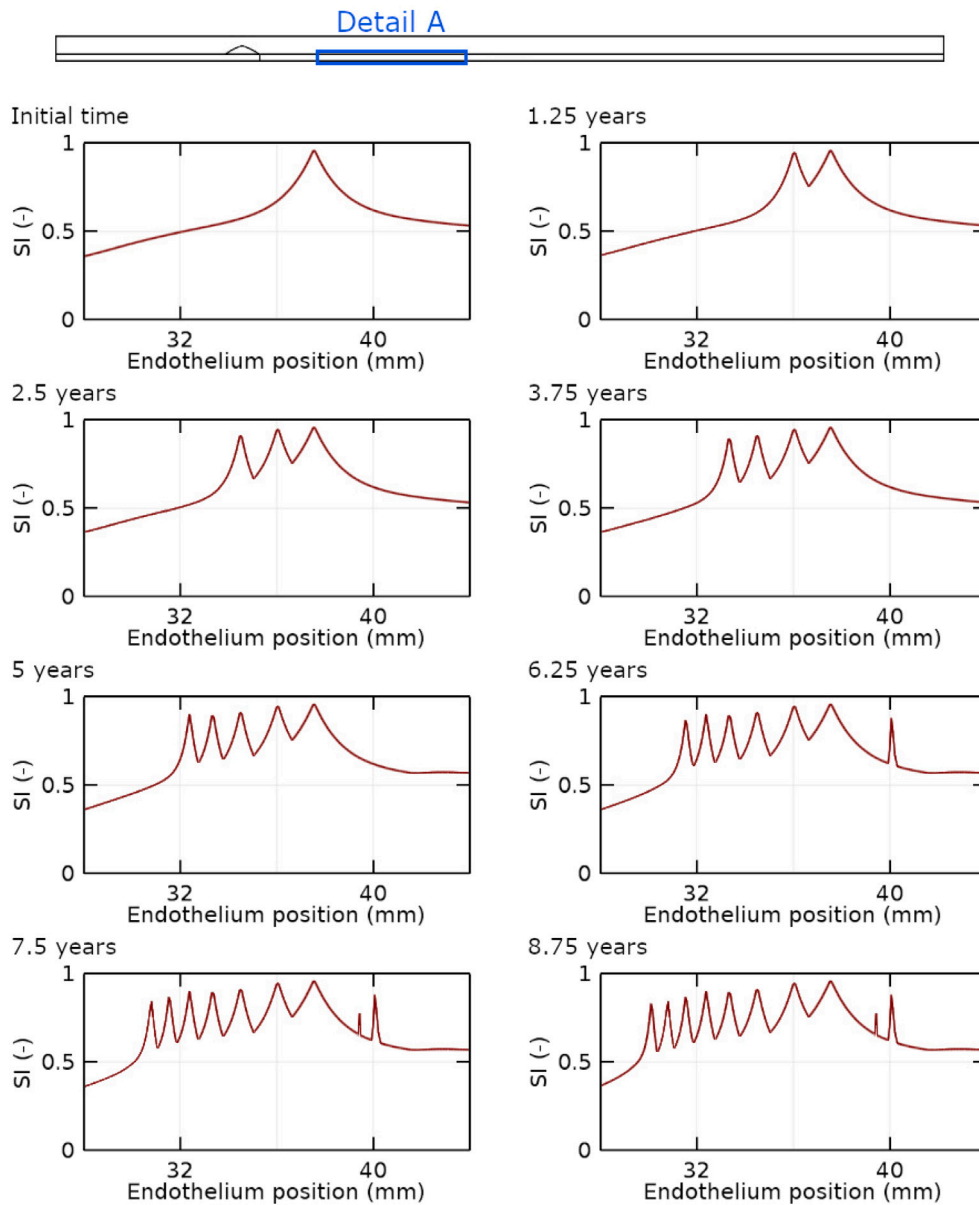 Detail A
Initial time
1
SI (-)
0.5
0
32
40
Endothelium position (mm)
1.25 years
1
SI (-)
0.5
0
32
40
Endothelium position (mm)
2.5 years
1
SI (-)
0.5
0
32
40
Endothelium position (mm)
3.75 years
1
SI (-)
0.5
0
32
40
Endothelium position (mm)
5 years
1
SI (-)
0.5
0
32
40
Endothelium position (mm)
6.25 years
1
SI (-)
0.5
0
32
40
Endothelium position (mm)
7.5 years
1
SI (-)
0.5
0
32
40
Endothelium position (mm)
8.75 years
1
SI (-)
0.5
0
32
40
Endothelium position (mm)